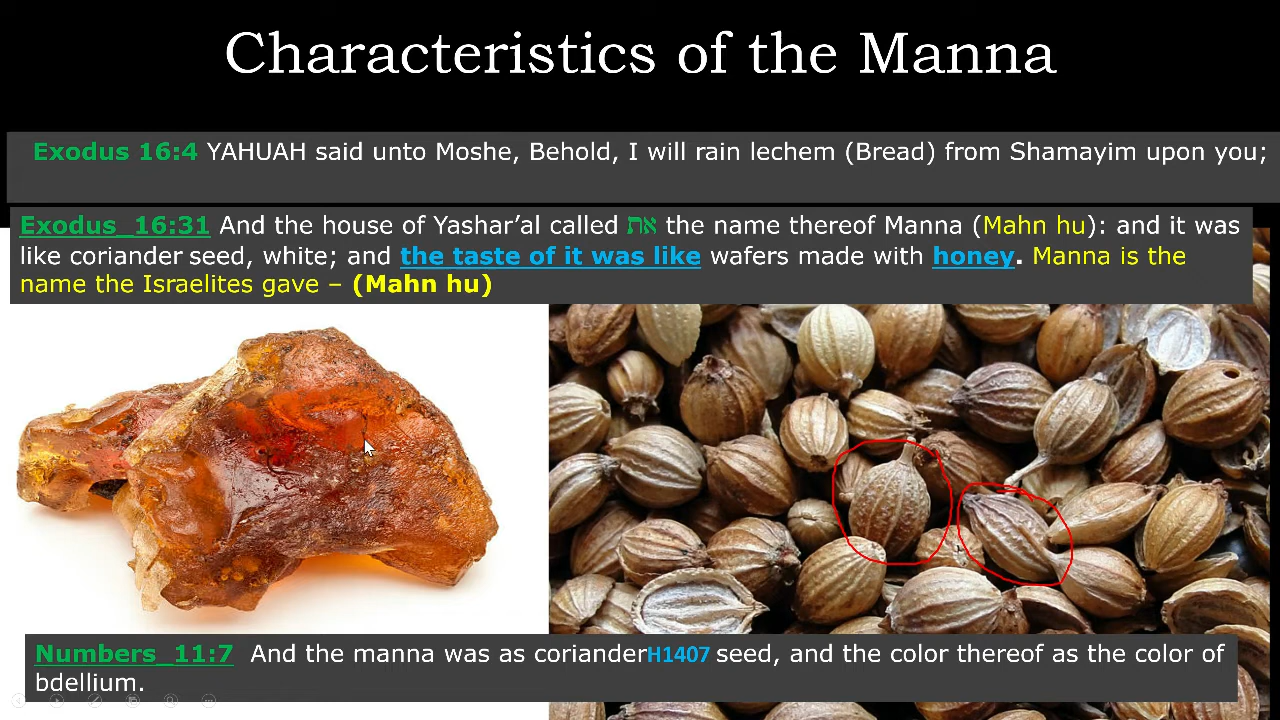 Characteristics of the Manna
Exodus 16:4 YAHUAH said unto Moshe, Behold, I will rain lechem (Bread) from Shamayim upon you;
Exodus_16:31 And the house of Yashar’al called את the name thereof Manna (Mahn hu): and it was
like coriander seed, white; and the taste of it was like wafers made with honey. Manna is the
name the Israelites gave – (Mahn hu)
Numbers_11:7 And the manna was as corianderH1407 seed, and the color thereof as the color of
bdellium.